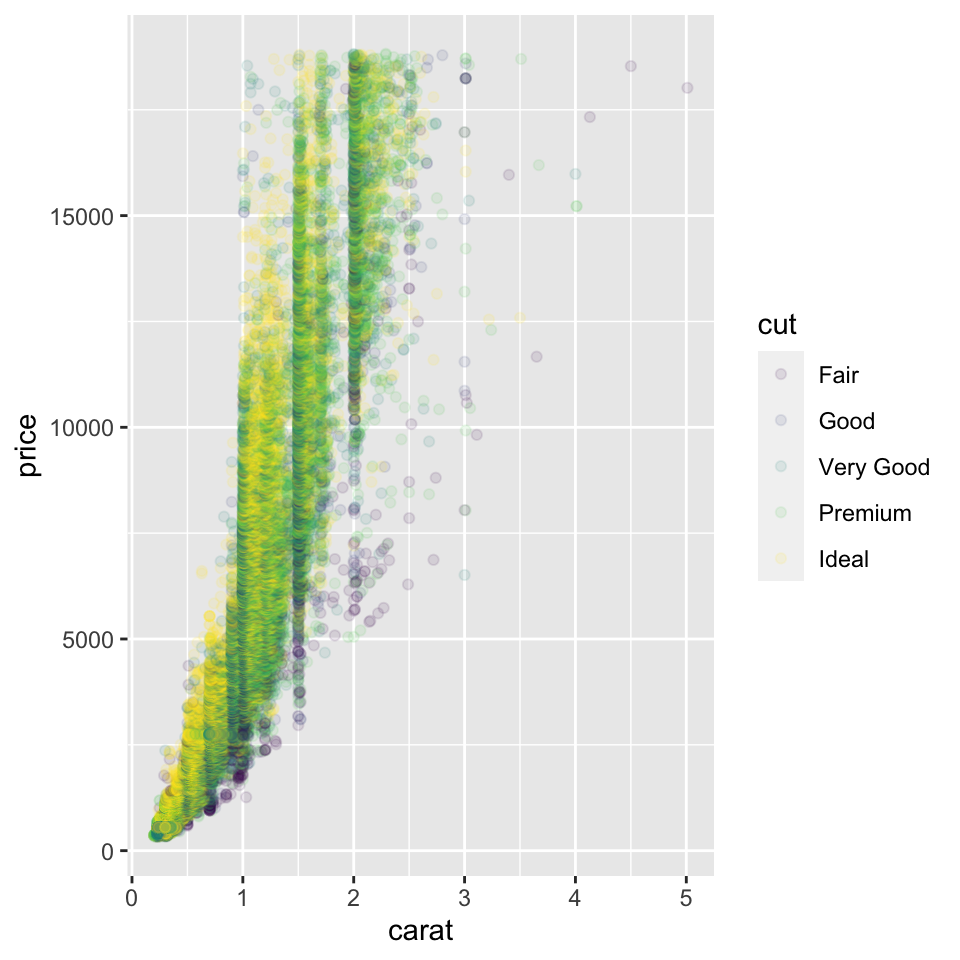 15000
10000
5000
0
price
0 1 2 3 4 5
carat
cut
Fair
Good
Very Good
Premium
Ideal